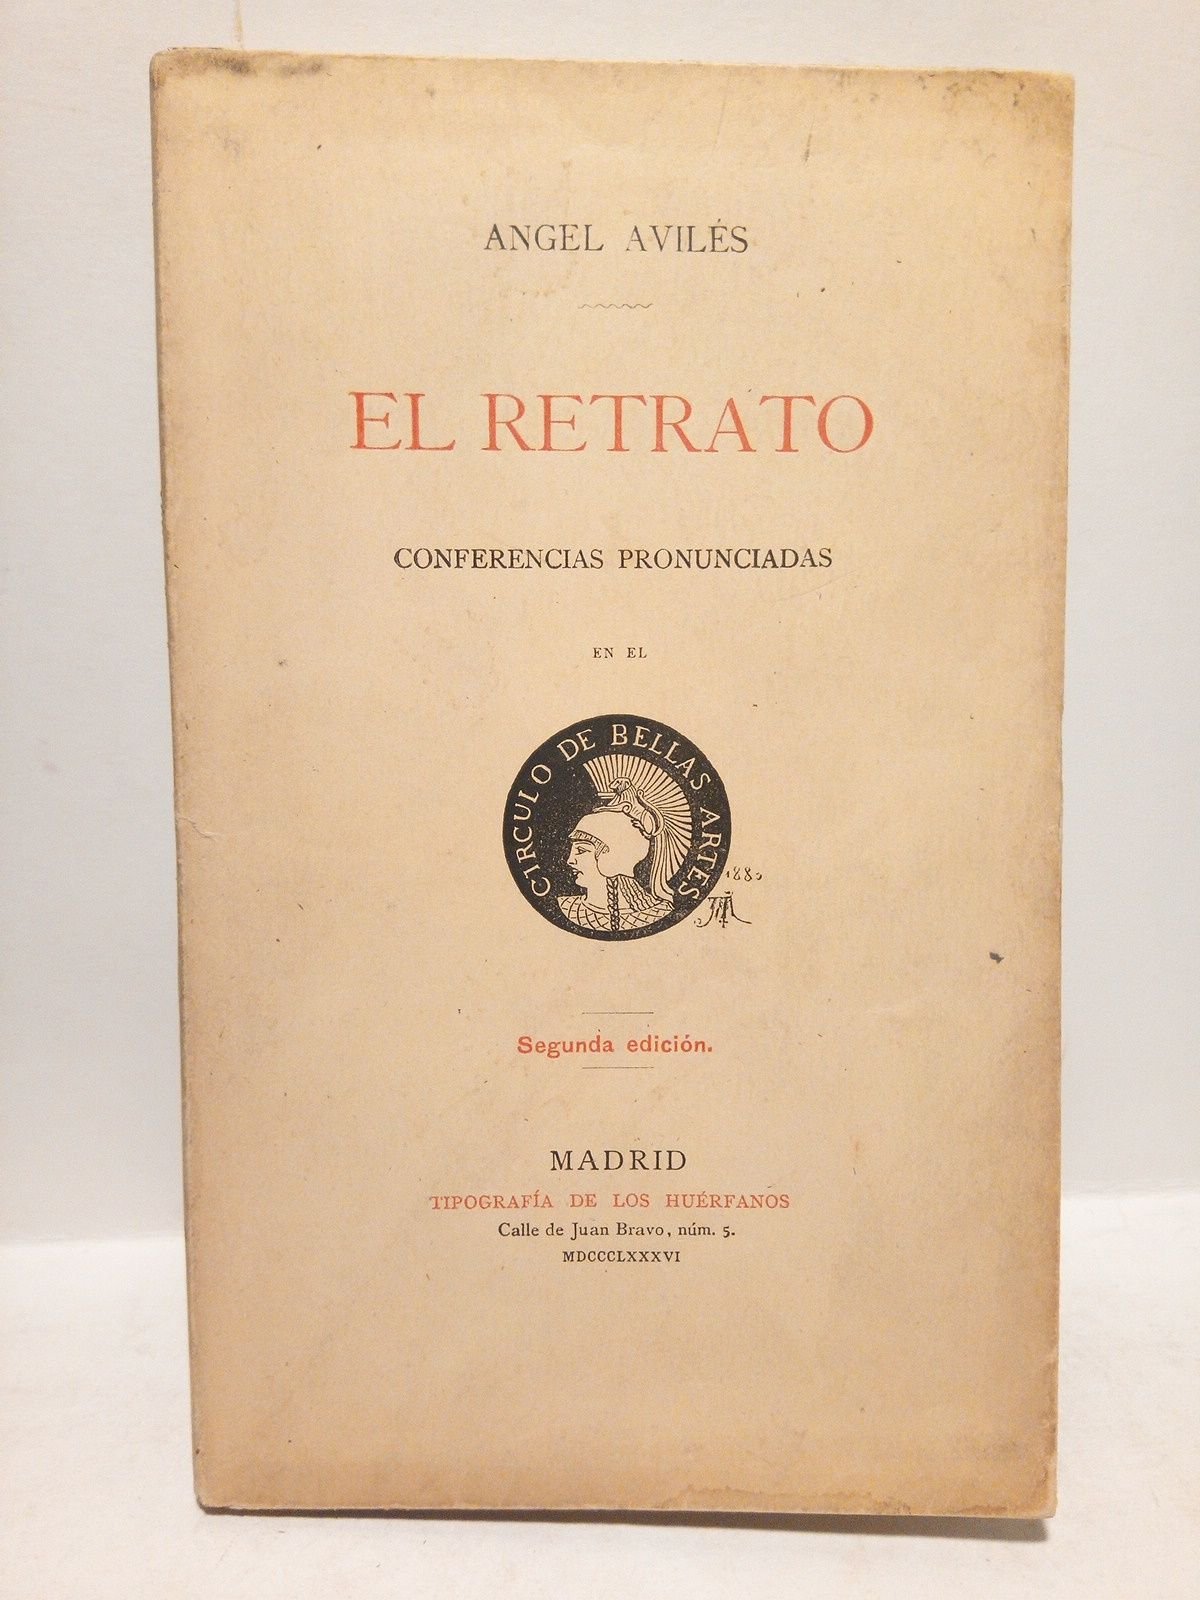 ANGEL AVILÉS
EL RETRATO
CONFERENCIAS PRONUNCIADAS
EN EL
CIRCULO DE BELLAS ARTES
Segunda edición.
MADRID
TIPOGRAFÍA DE LOS HUÉRFANOS
Calle de Juan Bravo, núm. 5.
MDCCCLXXXVI